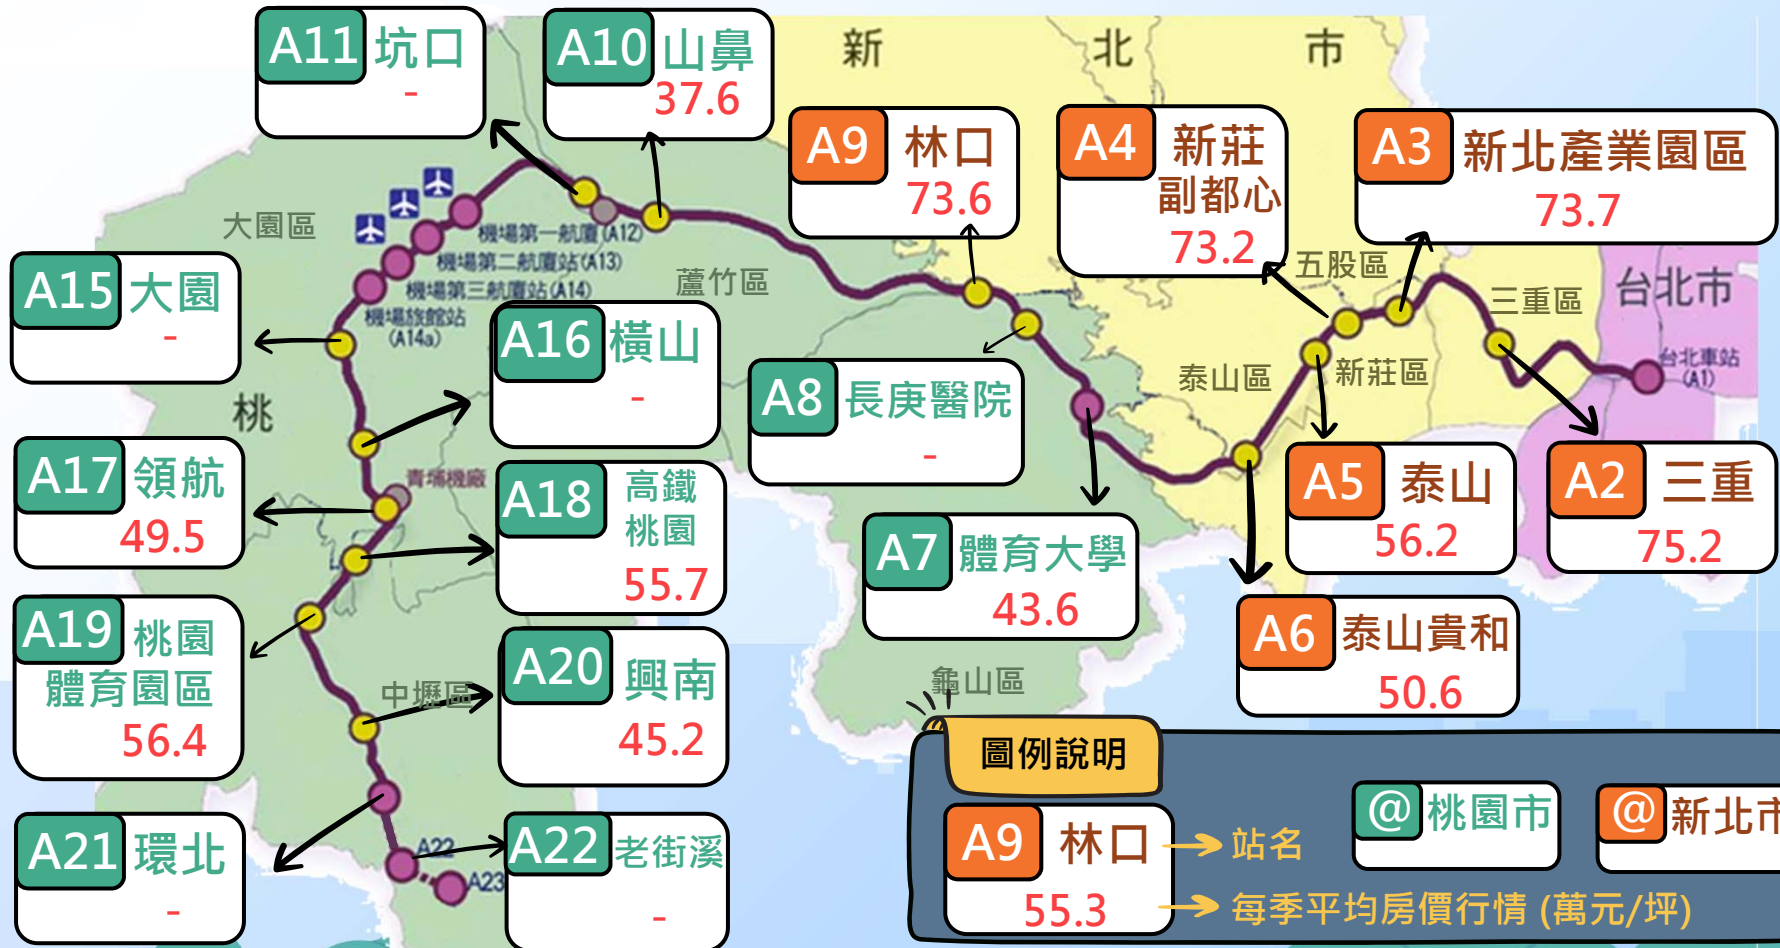 A11 坑口
-
A10 山鼻
37.6
新 北 市
A9 林口
73.6
A4 新莊
副都心
73.2
A3 新北產業園區
73.7
大園區
機場第一航廈(A12)
機場第二航廈站(A13)
機場第三航廈站(A14)
機場旅館站
(A14a)
蘆竹區
五股區
三重區
台北市
台北車站
(A1)
A15 大園
-
A16 橫山
-
A8 長庚醫院
-
泰山區
新莊區
桃
A17 領航
49.5
青埔機廠
A18 高鐵
桃園
55.7
A7 體育大學
43.6
A5 泰山
56.2
A2 三重
75.2
A6 泰山貴和
50.6
A19 桃園
體育園區
56.4
中壢區
A20 興南
45.2
龜山區
A21 環北
-
A22
A23
A22 老街溪
-
圖例說明
A9 林口
55.3
站名
每季平均房價行情 (萬元/坪)
@ 桃園市
@ 新北市